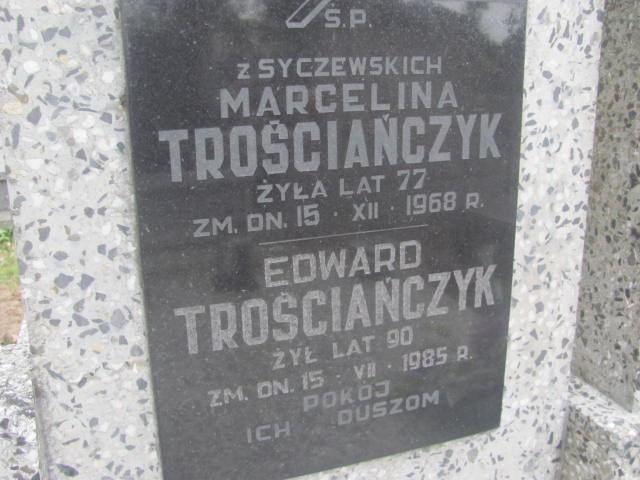 Ś.P.
z SYCZEWSKICH
MARCELINA
TROŚCIAŃCZYK
ŻYŁA LAT 77
ZM. DN. 15 · XII · 1968 R.
EDWARD
TROŚCIAŃCZYK
ŻYŁ LAT 90
ZM. DN. 15 · VII · 1985 R.
POKÓJ
ICH DUSZOM